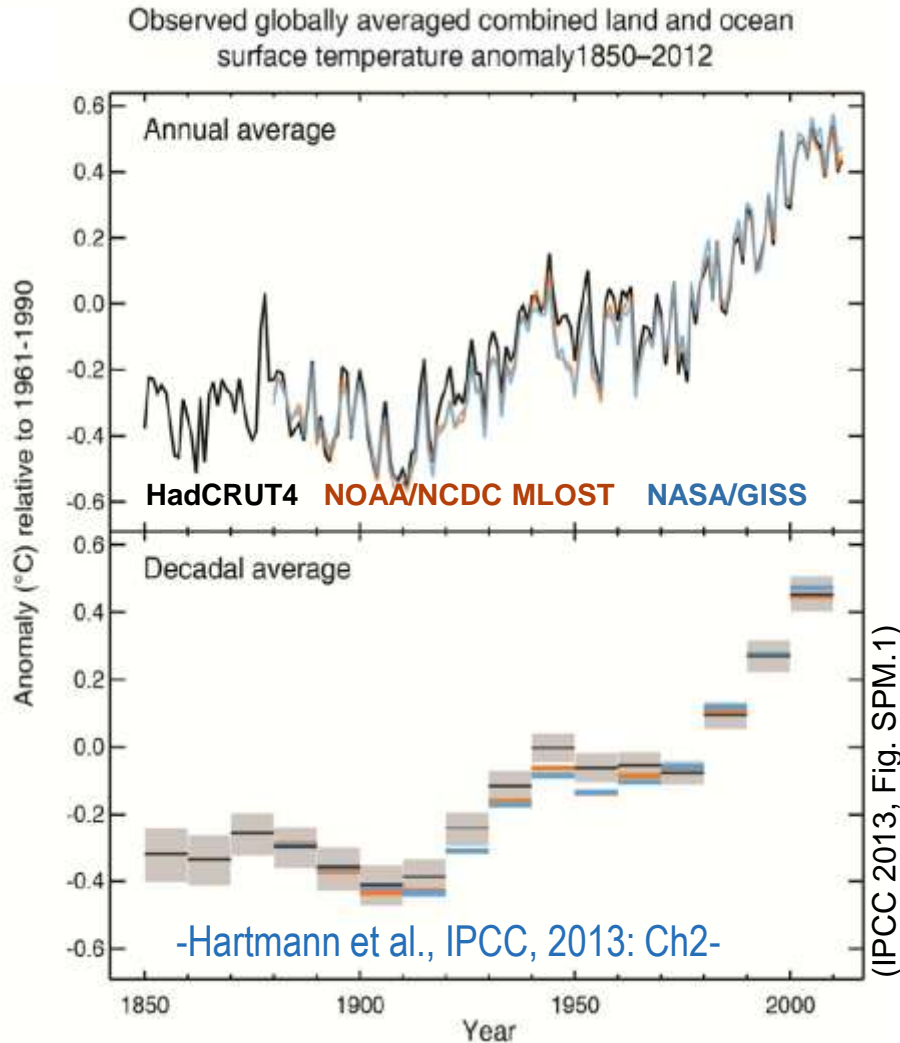 Observed globally averaged combined land and ocean
surface temperature anomaly1850–2012
Anomaly (°C) relative to 1961-1990
0.6
Annual average
0.4
0.2
0.0
-0.2
-0.4
-0.6
HadCRUT4 NOAA/NCDC MLOST NASA/GISS
0.6
Decadal average
0.4
0.2
0.0
-0.2
-0.4
-0.6
-Hartmann et al., IPCC, 2013: Ch2-
1850 1900 1950 2000
Year
(IPCC 2013, Fig. SPM.1)